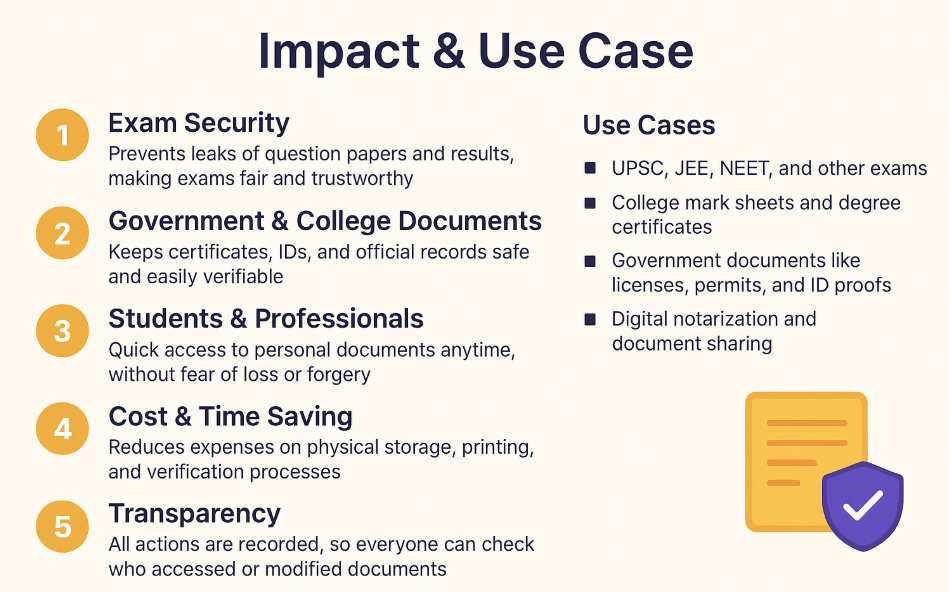 Impact & Use Case
1
Exam Security
Prevents leaks of question papers and results,
making exams fair and trustworthy
2
Government & College Documents
Keeps certificates, IDs, and official records safe
and easily verifiable
3
Students & Professionals
Quick access to personal documents anytime,
without fear of loss or forgery
4
Cost & Time Saving
Reduces expenses on physical storage, printing,
and verification processes
5
Transparency
All actions are recorded, so everyone can check
who accessed or modified documents
Use Cases
UPSC, JEE, NEET, and other exams
College mark sheets and degree
certificates
Government documents like
licenses, permits, and ID proofs
Digital notarization and
document sharing